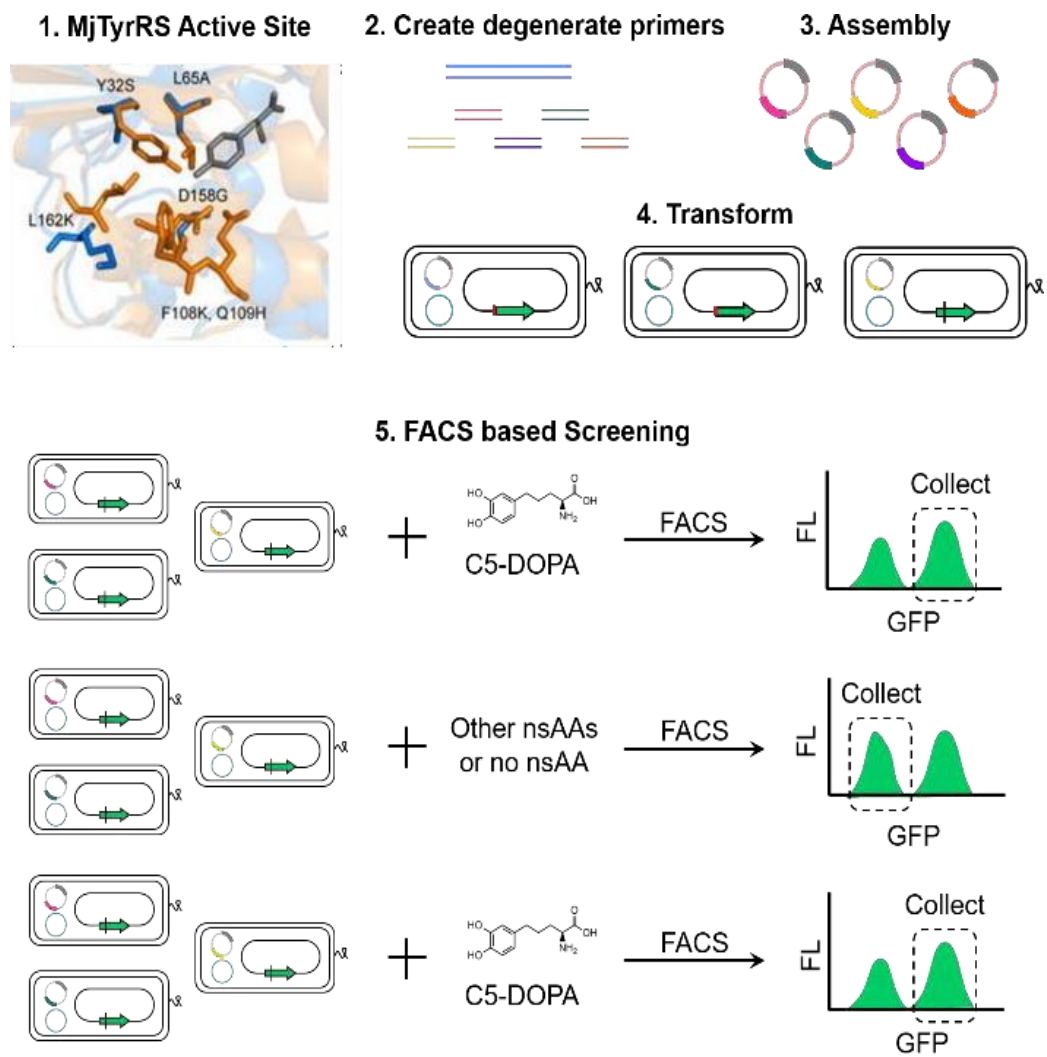 1. MjTyrRS Active Site
2. Create degenerate primers
3. Assembly
Y32S
L65A
D158G
L162K
F108K, Q109H
4. Transform
5. FACS based Screening
HO
HO
O
OH
NH2
C5-DOPA
FACS
Collect
FL
GFP
Other nsAAs
or no nsAA
FACS
Collect
FL
GFP
HO
HO
O
OH
NH2
C5-DOPA
FACS
Collect
FL
GFP